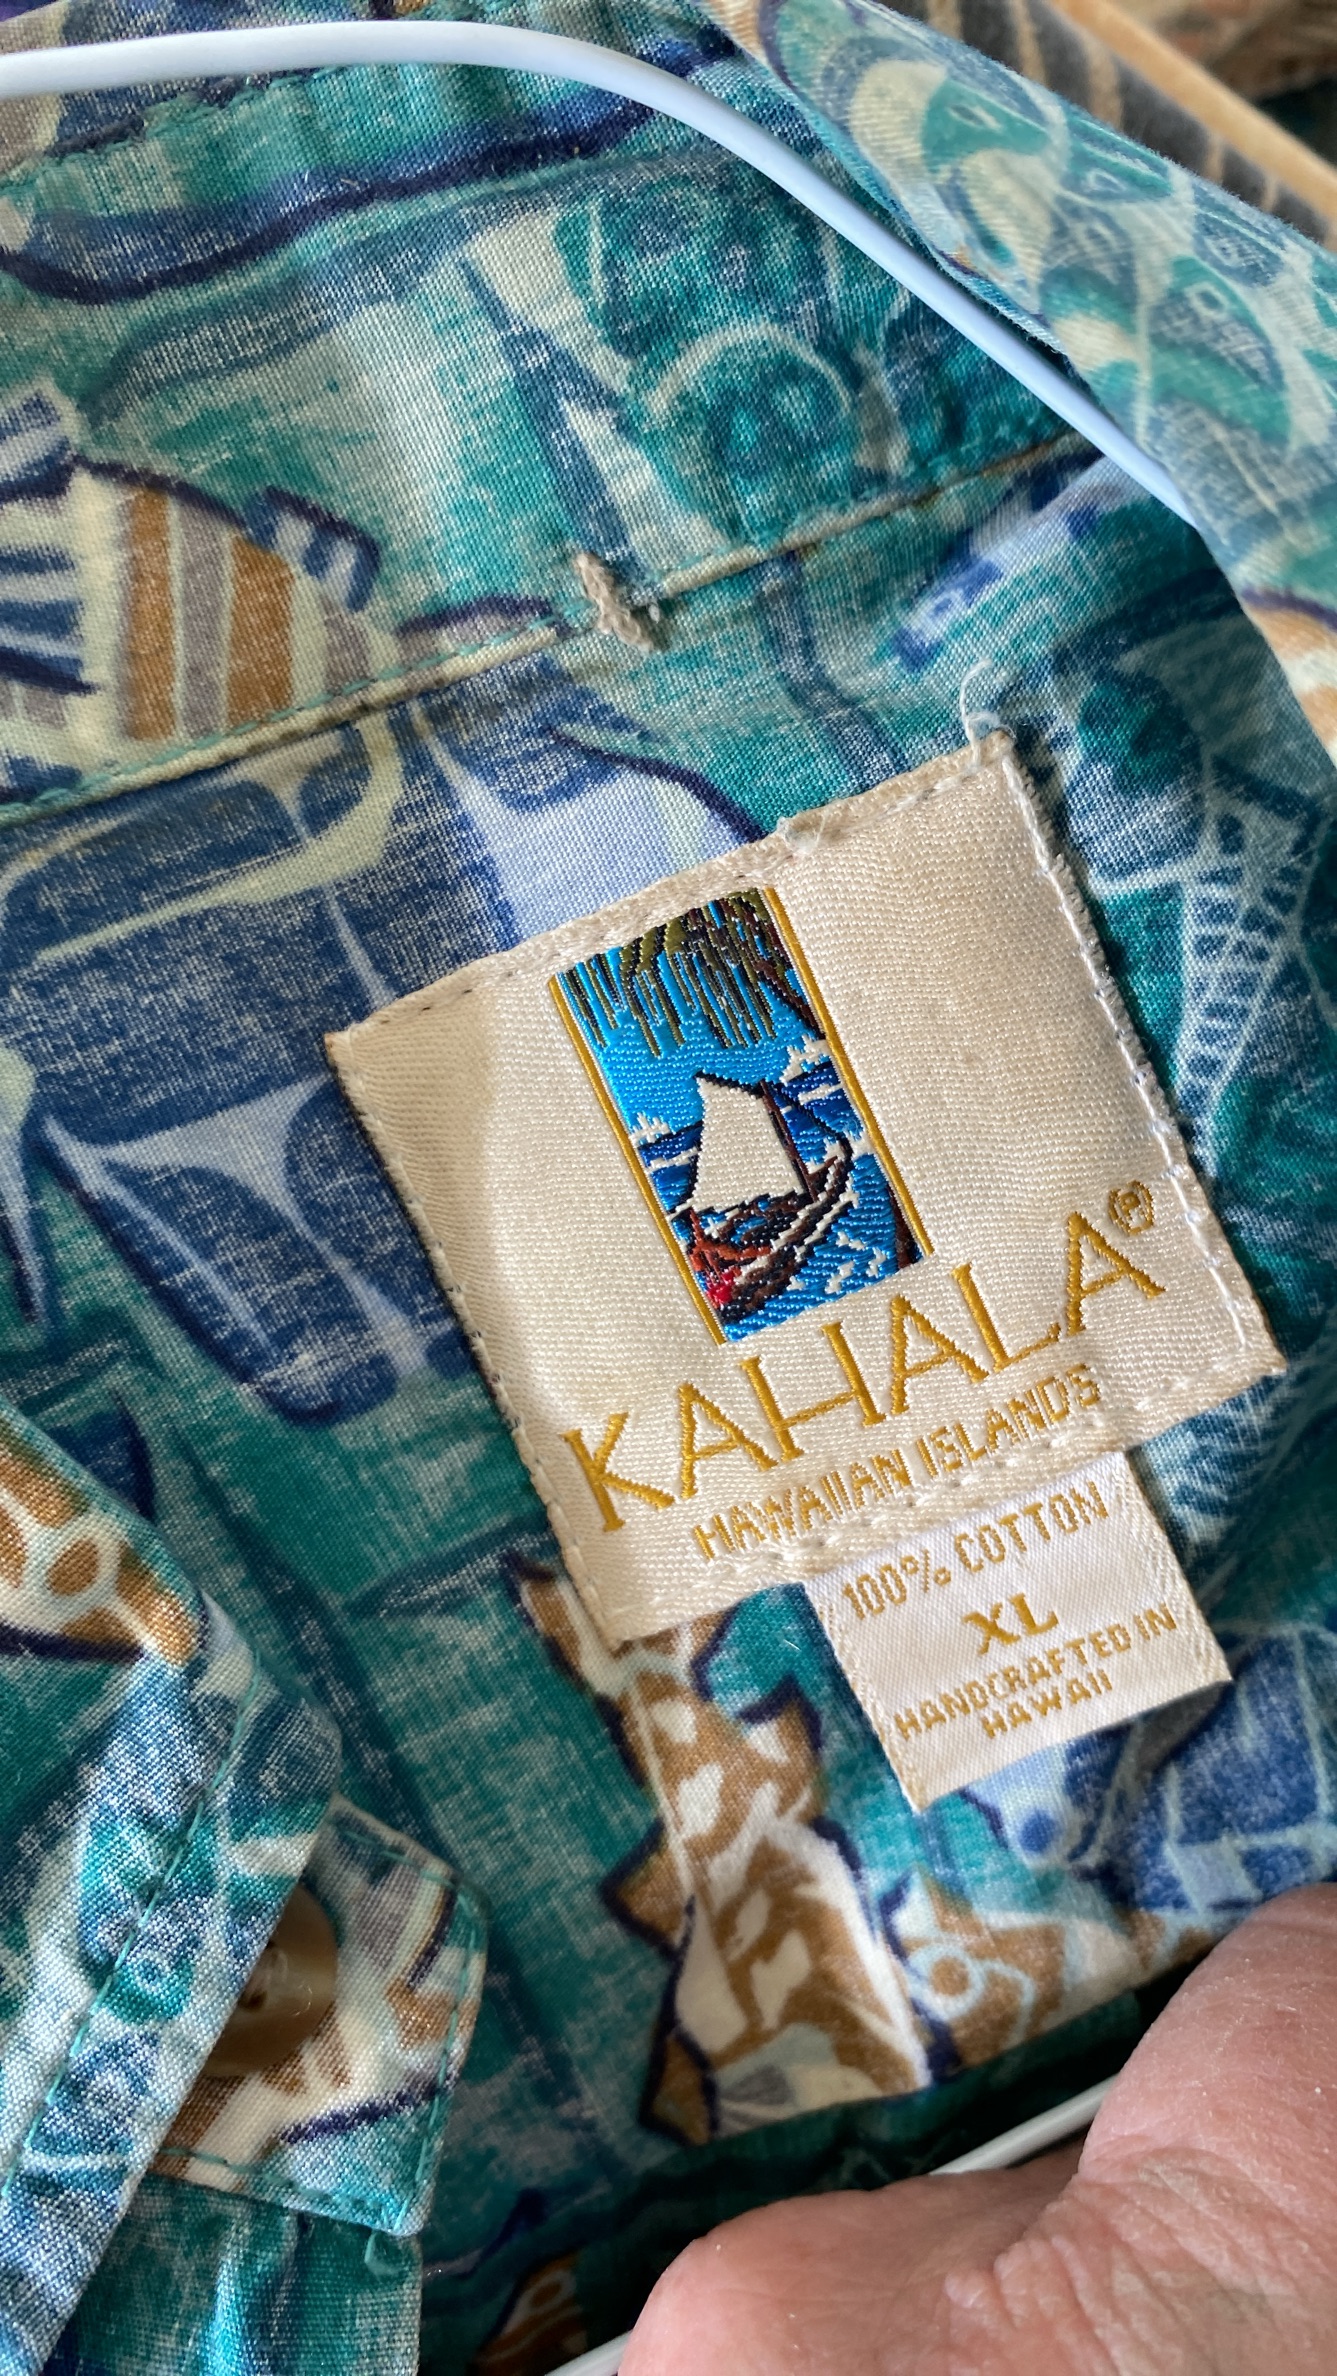 KAHALA®
HAWAIIAN ISLANDS
100% COTTON
XL
HANDCRAFTED IN
HAWAII